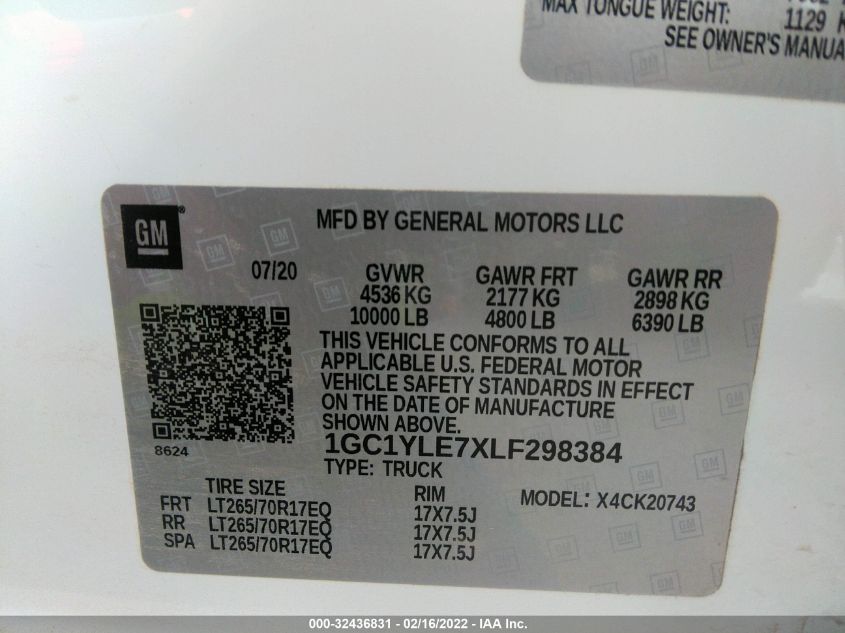 MAX TONGUE WEIGHT:
1129 K
SEE OWNER'S MANUA
GM ®
MFD BY GENERAL MOTORS LLC
07/20 GVWR GAWR FRT GAWR RR
4536 KG 2177 KG 2898 KG
10000 LB 4800 LB 6390 LB
THIS VEHICLE CONFORMS TO ALL
APPLICABLE U.S. FEDERAL MOTOR
VEHICLE SAFETY STANDARDS IN EFFECT
ON THE DATE OF MANUFACTURE
SHOWN ABOVE.
8624
1GC1YLE7XLF298384
TYPE: TRUCK
TIRE SIZE RIM MODEL: X4CK20743
FRT LT265/70R17EQ 17X7.5J
RR LT265/70R17EQ 17X7.5J
SPA LT265/70R17EQ 17X7.5J
000-32436831 - 02/16/2022 - IAA Inc.